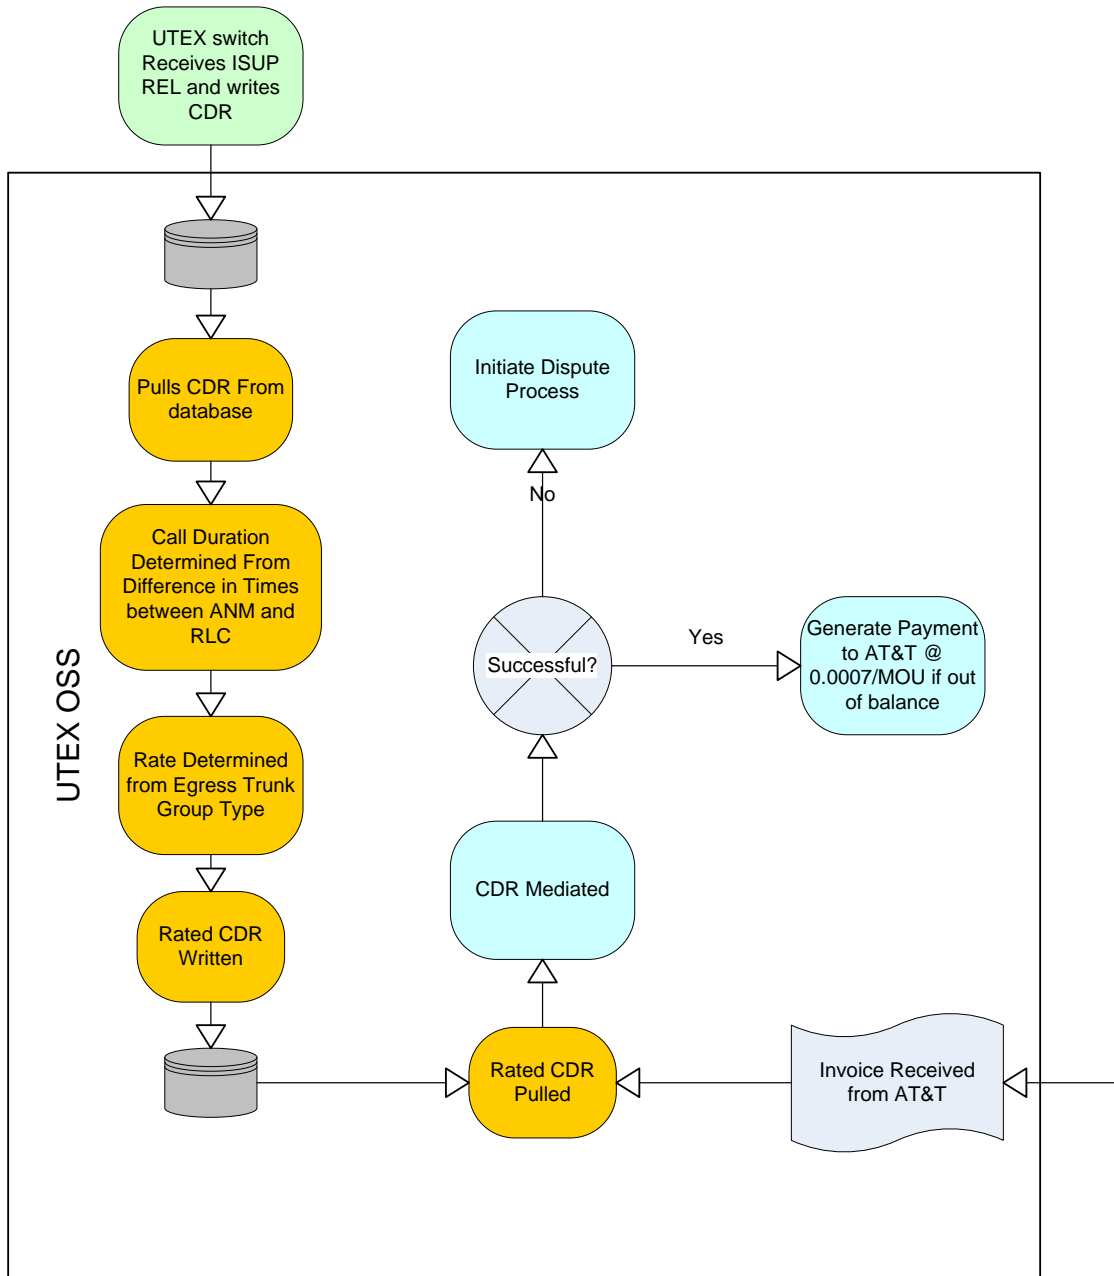 UTEX switch
Receives ISUP
REL and writes
CDR
Pulls CDR From
database
Call Duration
Determined From
Difference in Times
between ANM and
RLC
UTEX OSS
Rate Determined
from Egress Trunk
Group Type
Rated CDR
Written
Initiate Dispute
Process
No
Successful?
Yes
Generate Payment
to AT&T @
0.0007/MOU if out
of balance
CDR Mediated
Rated CDR
Pulled
Invoice Received
from AT&T